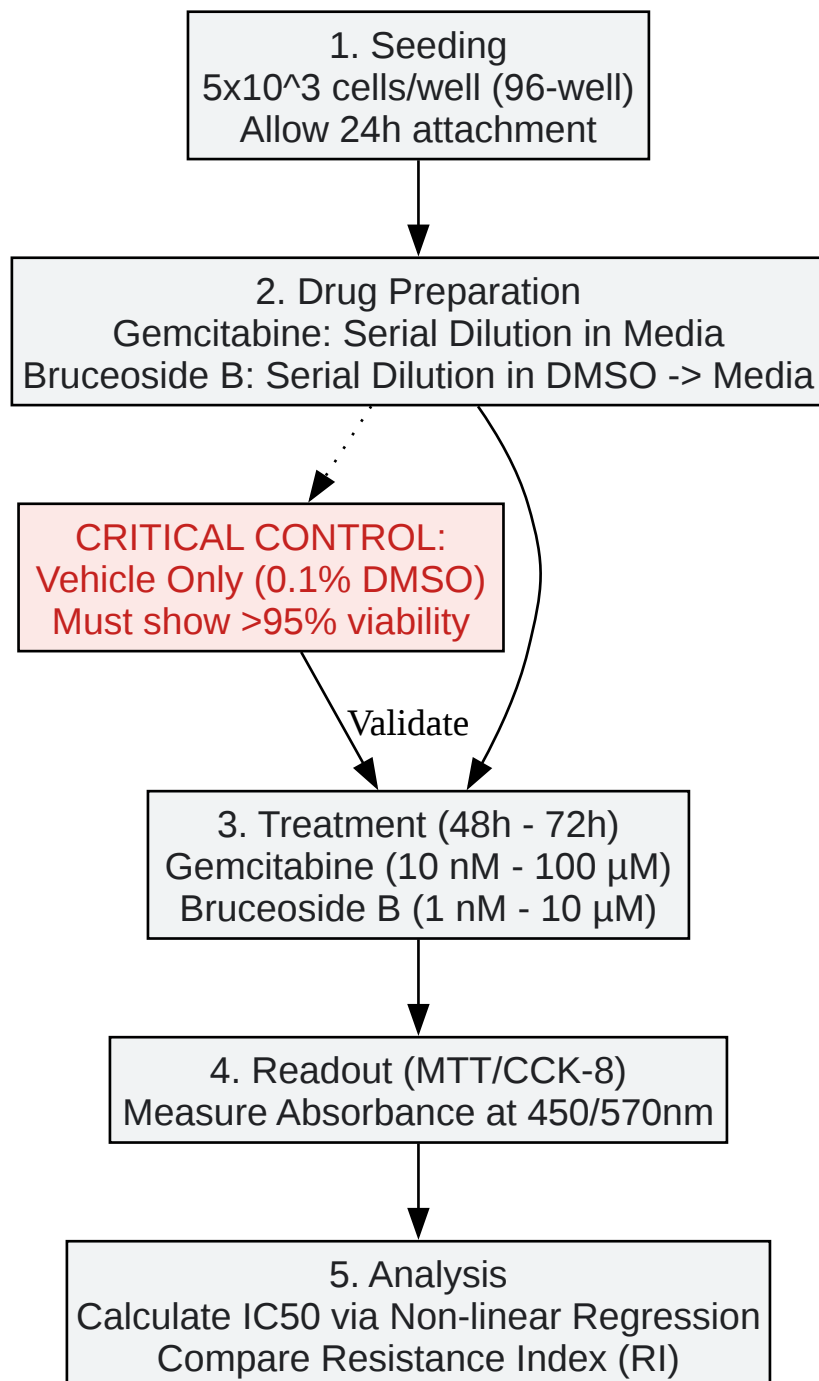 1. Seeding
5x10^3 cells/well (96-well)
Allow 24h attachment
2. Drug Preparation
Gemcitabine: Serial Dilution in Media
Bruceoside B: Serial Dilution in DMSO -> Media
CRITICAL CONTROL:
Vehicle Only (0.1% DMSO)
Must show >95% viability
Validate
3. Treatment (48h - 72h)
Gemcitabine (10 nM - 100 µM)
Bruceoside B (1 nM - 10 µM)
4. Readout (MTT/CCK-8)
Measure Absorbance at 450/570nm
5. Analysis
Calculate IC50 via Non-linear Regression
Compare Resistance Index (RI)